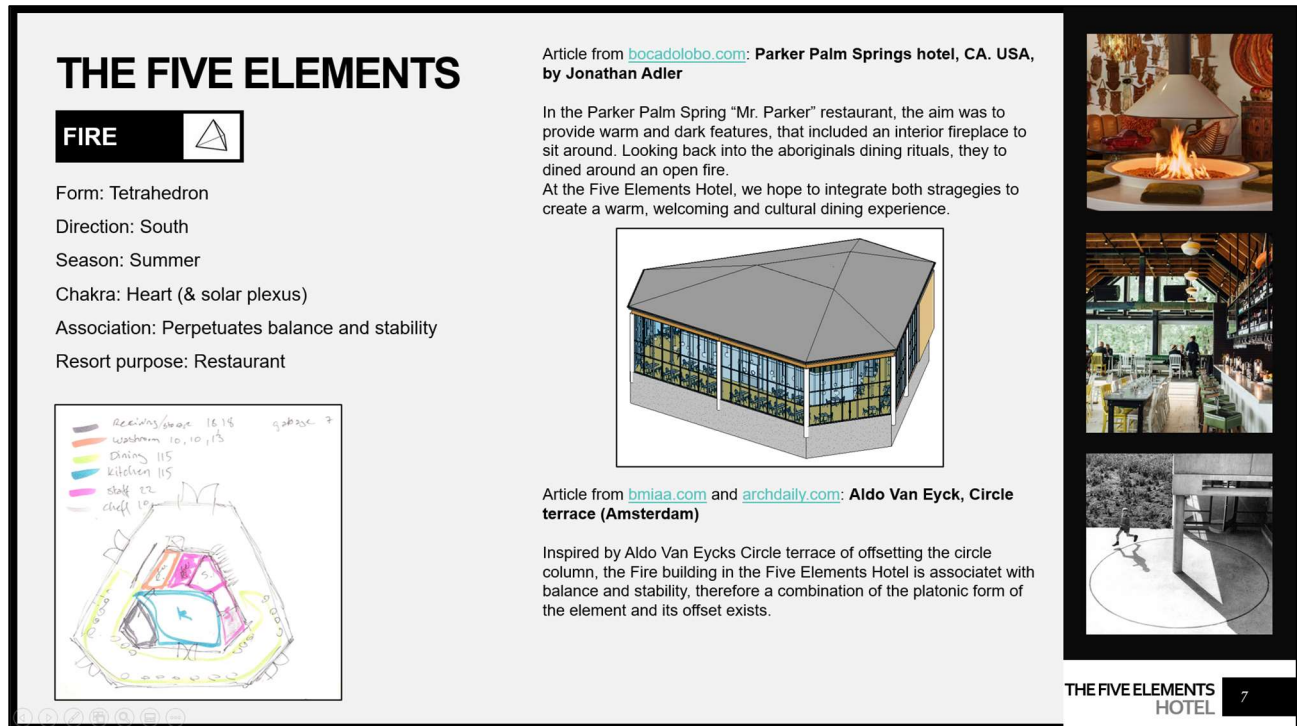 THE FIVE ELEMENTS
FIRE
Form: Tetrahedron
Direction: South
Season: Summer
Chakra: Heart (& solar plexus)
Association: Perpetuates balance and stability
Resort purpose: Restaurant
Receiving/storage 18 18
garbage 7
washroom 10, 10, 13
Dining 115
kitchen 115
staff 22
chef 10
K
Article from bocadolobo.com: Parker Palm Springs hotel, CA. USA,
by Jonathan Adler
In the Parker Palm Spring “Mr. Parker” restaurant, the aim was to
provide warm and dark features, that included an interior fireplace to
sit around. Looking back into the aboriginals dining rituals, they to
dined around an open fire.
At the Five Elements Hotel, we hope to integrate both stragegies to
create a warm, welcoming and cultural dining experience.
Article from bmiaa.com and archdaily.com: Aldo Van Eyck, Circle
terrace (Amsterdam)
Inspired by Aldo Van Eycks Circle terrace of offsetting the circle
column, the Fire building in the Five Elements Hotel is associatet with
balance and stability, therefore a combination of the platonic form of
the element and its offset exists.
THE FIVE ELEMENTS
HOTEL
7